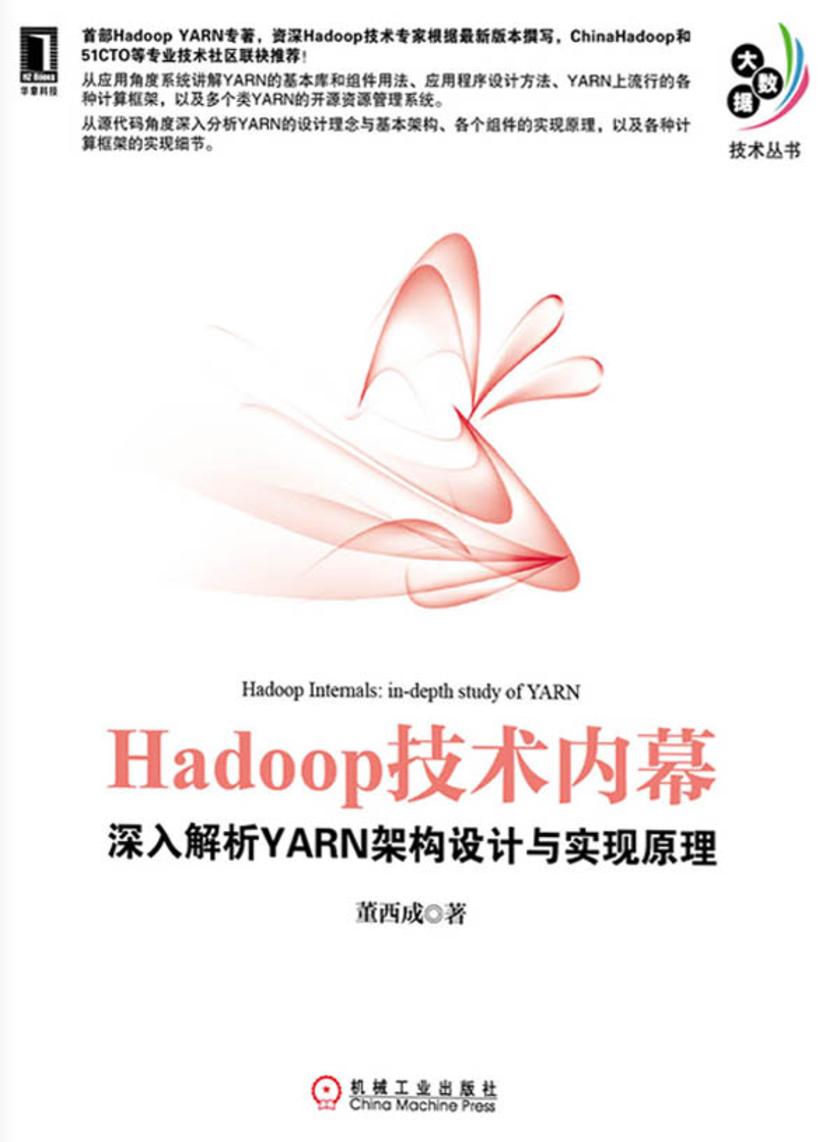 首部Hadoop YARN专著，资深Hadoop技术专家根据最新版本撰写，ChinaHadoop和
51CTO等专业技术社区联袂推荐！
从应用角度系统讲解YARN的基本库和组件用法、应用程序设计方法、YARN上流行的各
种计算框架，以及多个类YARN的开源资源管理系统。
从源代码角度深入分析YARN的设计理念与基本架构、各个组件的实现原理，以及各种计
算框架的实现细节。
HZ Books
华章科技
大数据
技术丛书
Hadoop Internals: in-depth study of YARN
Hadoop技术内幕
深入解析YARN架构设计与实现原理
董西成◎著
机械工业出版社
China Machine Press